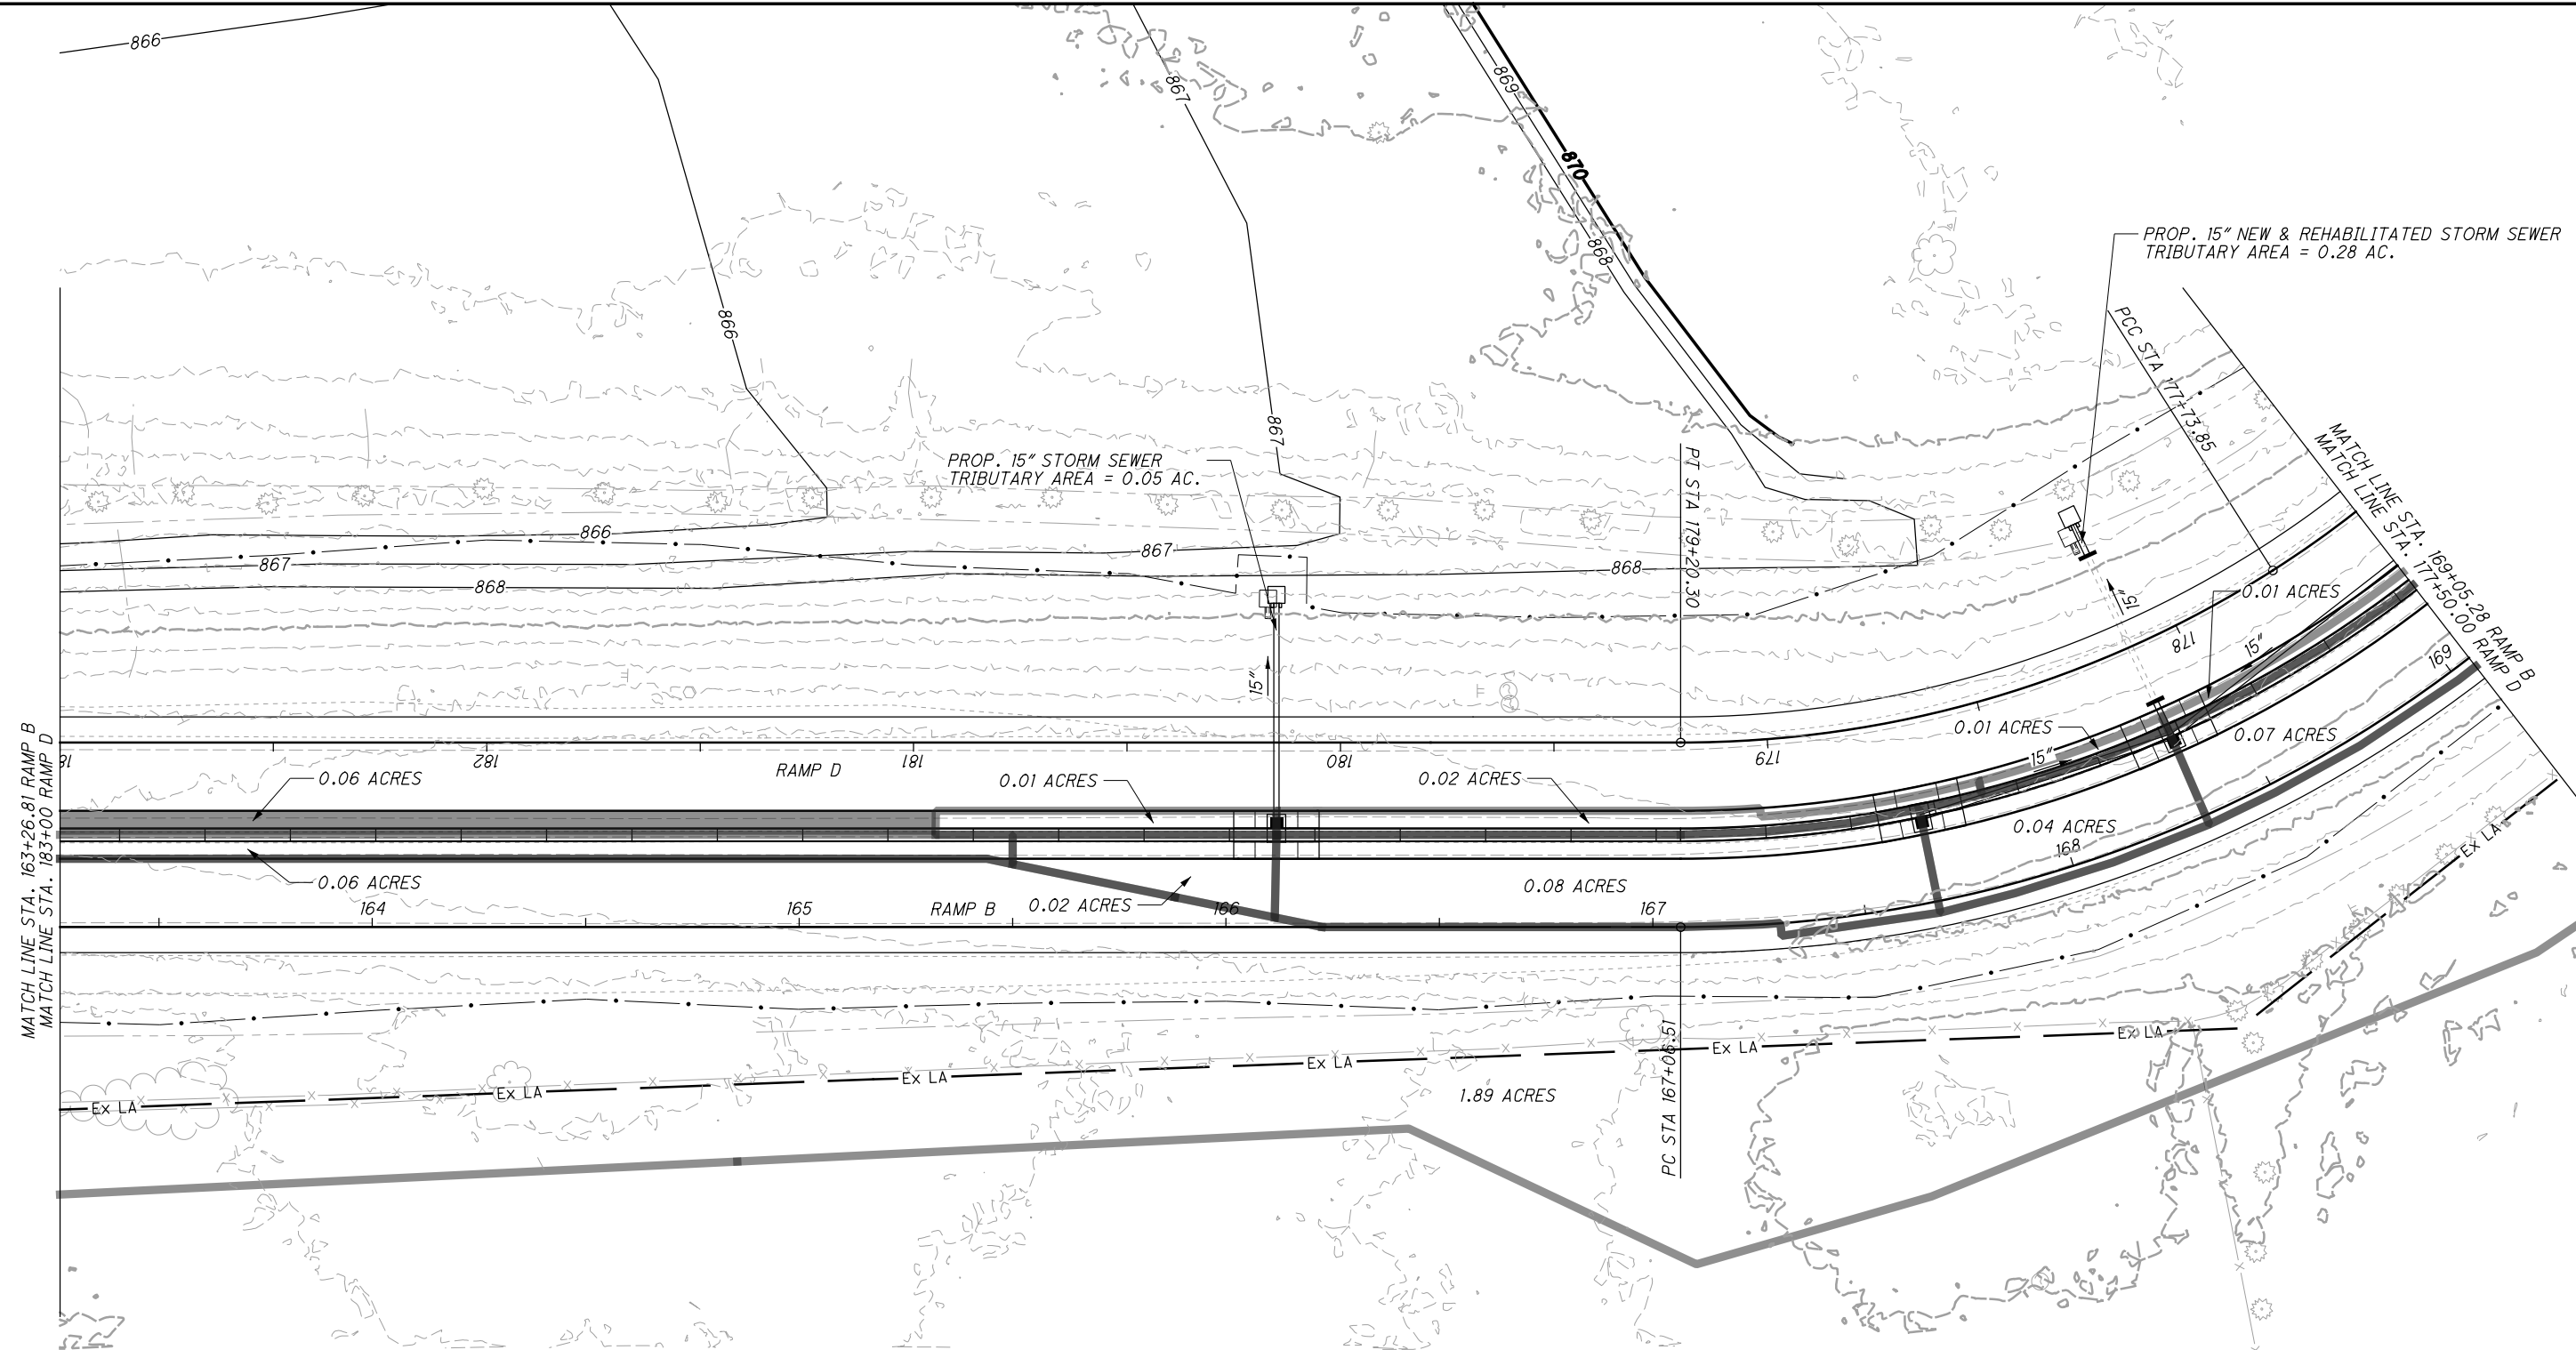 866
867
869
870
868
PROP. 15" NEW & REHABILITATED STORM SEWER
TRIBUTARY AREA = 0.28 AC.
866
PCC STA 177+73.85
867
MATCH LINE STA. 169+05.28 RAMP B
MATCH LINE STA. 177+50.00 RAMP D
PROP. 15" STORM SEWER
TRIBUTARY AREA = 0.05 AC.
PT STA 179+20.30
866
867
867
868
868
15"
0.01 ACRES
178
15"
169
15"
0.01 ACRES
0.07 ACRES
MATCH LINE STA. 163+26.81 RAMP B
MATCH LINE STA. 183+00 RAMP D
182
RAMP D
181
180
179
15"
0.06 ACRES
0.01 ACRES
0.02 ACRES
0.04 ACRES
168
0.06 ACRES
0.08 ACRES
164
165
RAMP B
0.02 ACRES
166
167
Ex LA
Ex LA
Ex LA
Ex LA
Ex LA
Ex LA
Ex LA
1.89 ACRES
PC STA 167+06.51